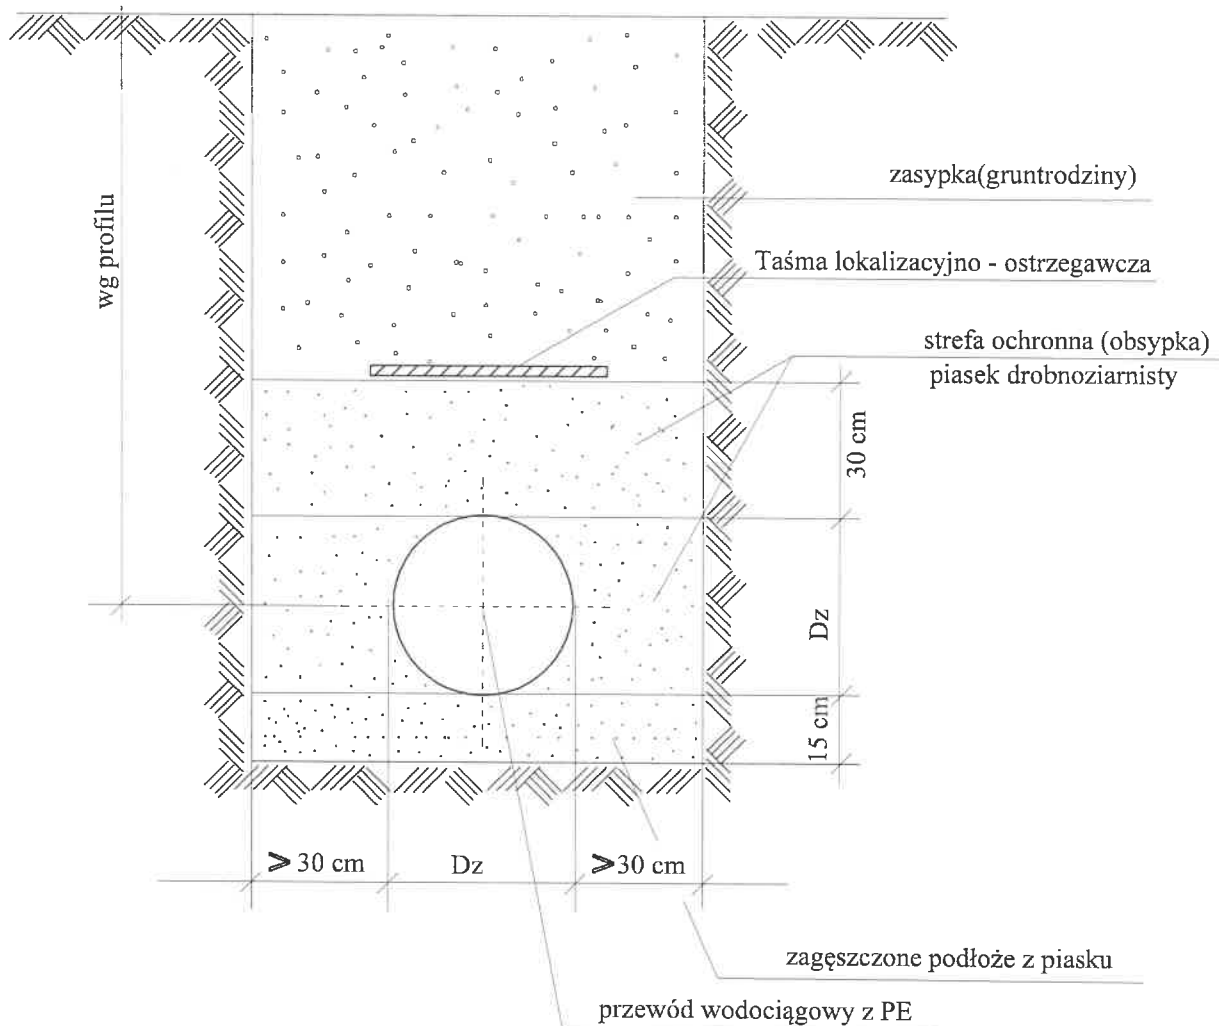 zasypka(gruntrodziny)
wg profilu
Taśma lokalizacyjno - ostrzegawcza
strefa ochronna (obsypka)
piasek drobnoziarnisty
30 cm
Dz
15 cm
⩾ 30 cm
Dz
⩾30 cm
zagęszczone podłoże z piasku
przewód wodociągowy z PE